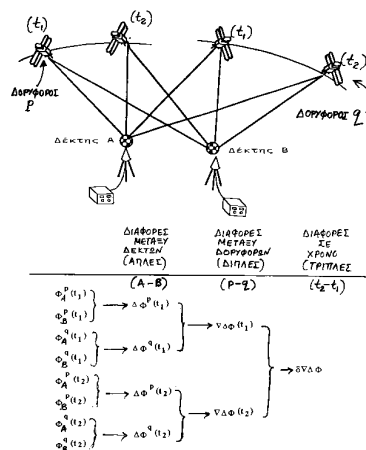 (t₁)
(t₂)
(t₁)
(t₂)
ΔΟΡΥΦΟΡΟΣ
p
ΔΟΡΥΦΟΡΟΣ q
Δέκτης Α
Δέκτης Β
ΔΙΑΦΟΡΕΣ ΔΙΑΦΟΡΕΣ ΔΙΑΦΟΡΕΣ
ΜΕΤΑΞΥ ΜΕΤΑΞΥ ΣΕ
ΔΕΚΤΩΝ ΔΟΡΥΦΟΡΩΝ ΧΡΟΝΟ
(ΑΠΛΕΣ) (ΔΙΠΛΕΣ) (ΤΡΙΠΛΕΣ
(A-B) (P-q) (t₂-t₁)
Φ_A^P(t₁)
ΔΦ^P(t₁)
Φ_B^P(t₁)
∇ΔΦ(t₁)
Φ_A^q(t₁)
ΔΦ^q(t₁)
Φ_B^q(t₁)
δ∇ΔΦ
Φ_A^P(t₂)
ΔΦ^P(t₂)
Φ_B^P(t₂)
∇ΔΦ(t₂)
Φ_A^q(t₂)
ΔΦ^q(t₂)
Φ_B^q(t₂)